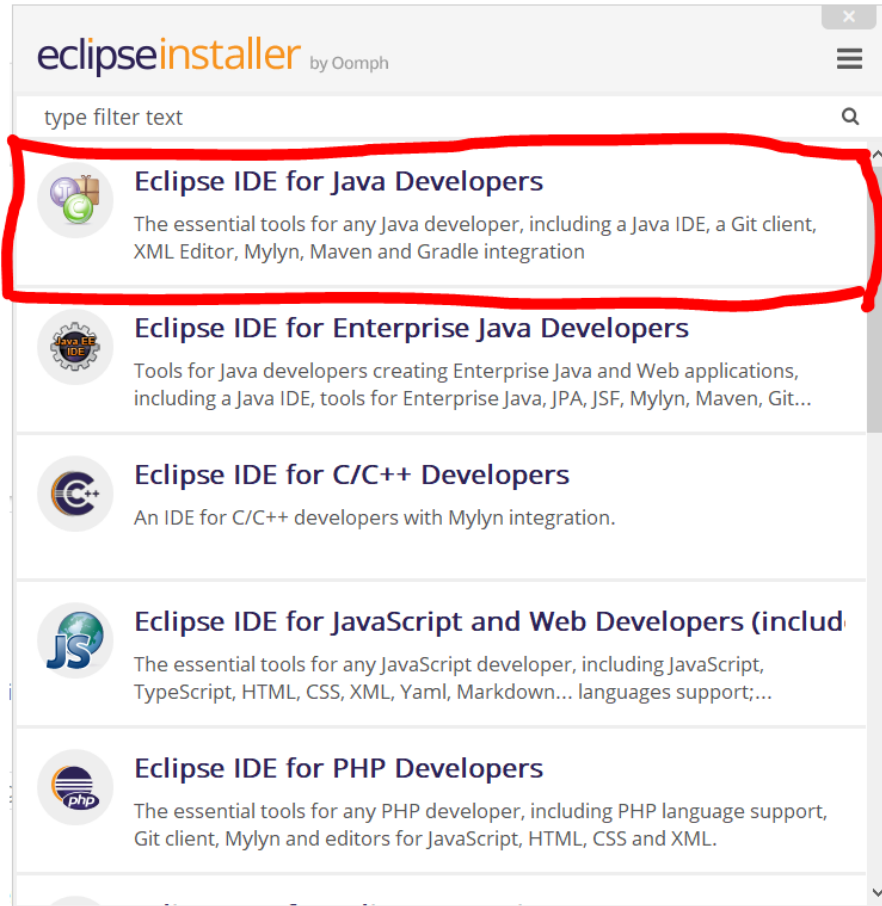 eclipseinstaller by Oomph
type filter text
Eclipse IDE for Java Developers
The essential tools for any Java developer, including a Java IDE, a Git client,
XML Editor, Mylyn, Maven and Gradle integration
Java EE
IDE
Eclipse IDE for Enterprise Java Developers
Tools for Java developers creating Enterprise Java and Web applications,
including a Java IDE, tools for Enterprise Java, JPA, JSF, Mylyn, Maven, Git...
C++
Eclipse IDE for C/C++ Developers
An IDE for C/C++ developers with Mylyn integration.
JS
Eclipse IDE for JavaScript and Web Developers (includ
The essential tools for any JavaScript developer, including JavaScript,
TypeScript, HTML, CSS, XML, Yaml, Markdown... languages support;...
php
Eclipse IDE for PHP Developers
The essential tools for any PHP developer, including PHP language support,
Git client, Mylyn and editors for JavaScript, HTML, CSS and XML.